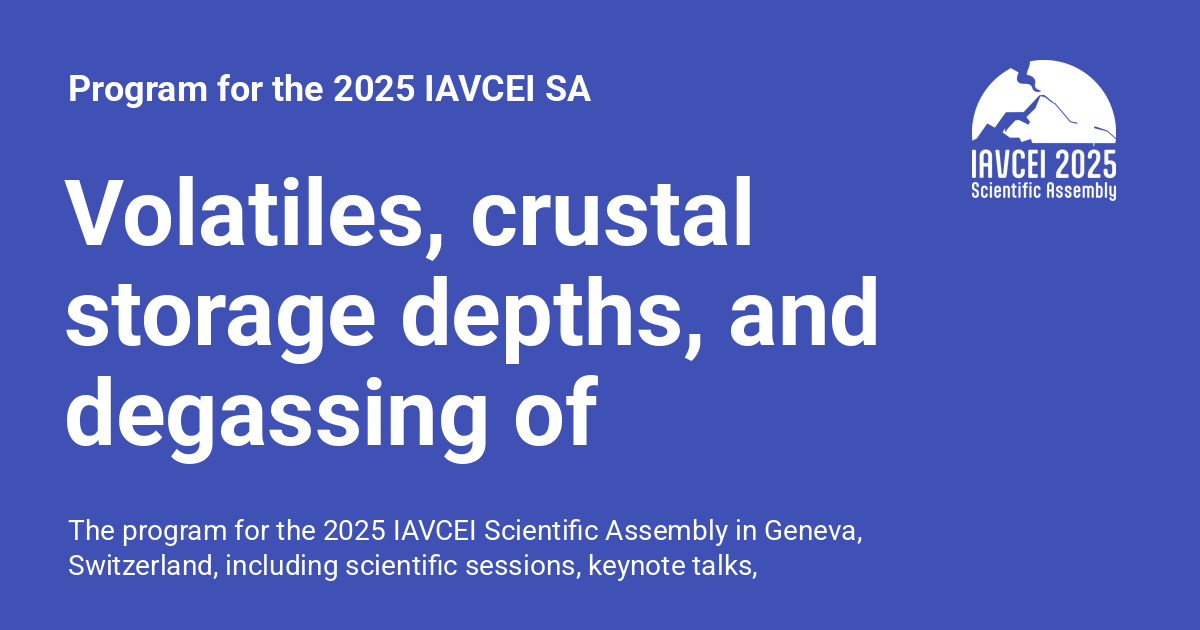 Program for the 2025 IAVCEI SA
IAVCEI 2025
Scientific Assembly
Volatiles, crustal
storage depths, and
degassing of
The program for the 2025 IAVCEI Scientific Assembly in Geneva,
Switzerland, including scientific sessions, keynote talks,